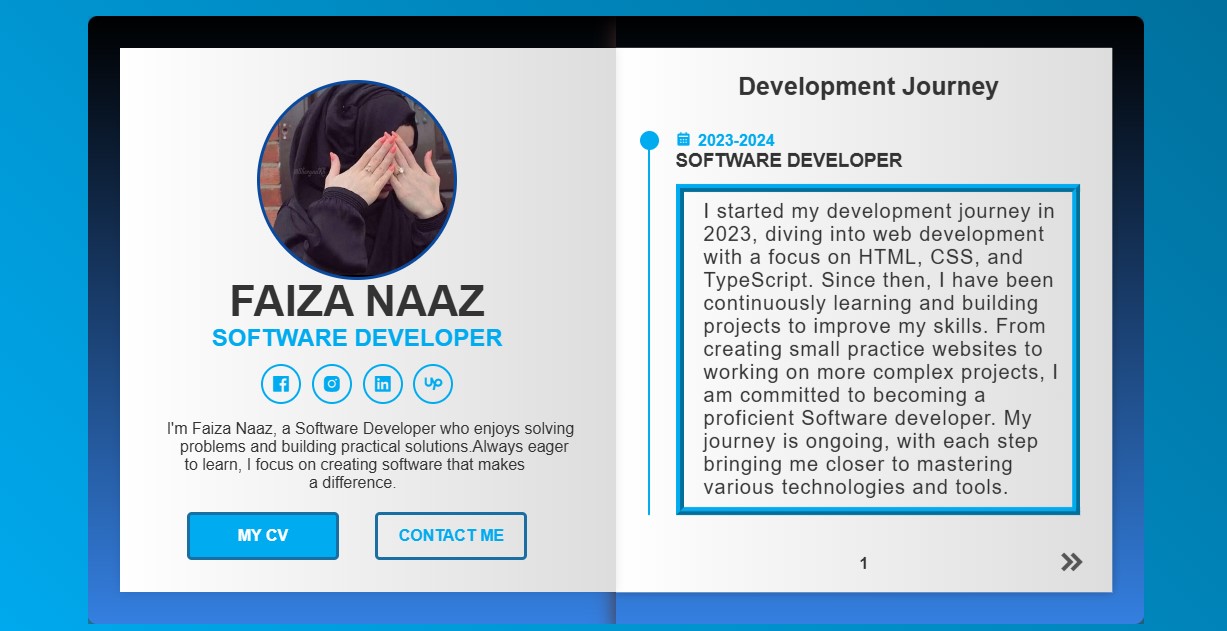 FAIZA NAAZ
SOFTWARE DEVELOPER
up
I'm Faiza Naaz, a Software Developer who enjoys solving
problems and building practical solutions.Always eager
to learn, I focus on creating software that makes
a difference.
MY CV
CONTACT ME
Development Journey
2023-2024
SOFTWARE DEVELOPER
I started my development journey in
2023, diving into web development
with a focus on HTML, CSS, and
TypeScript. Since then, I have been
continuously learning and building
projects to improve my skills. From
creating small practice websites to
working on more complex projects, I
am committed to becoming a
proficient Software developer. My
journey is ongoing, with each step
bringing me closer to mastering
various technologies and tools.
1